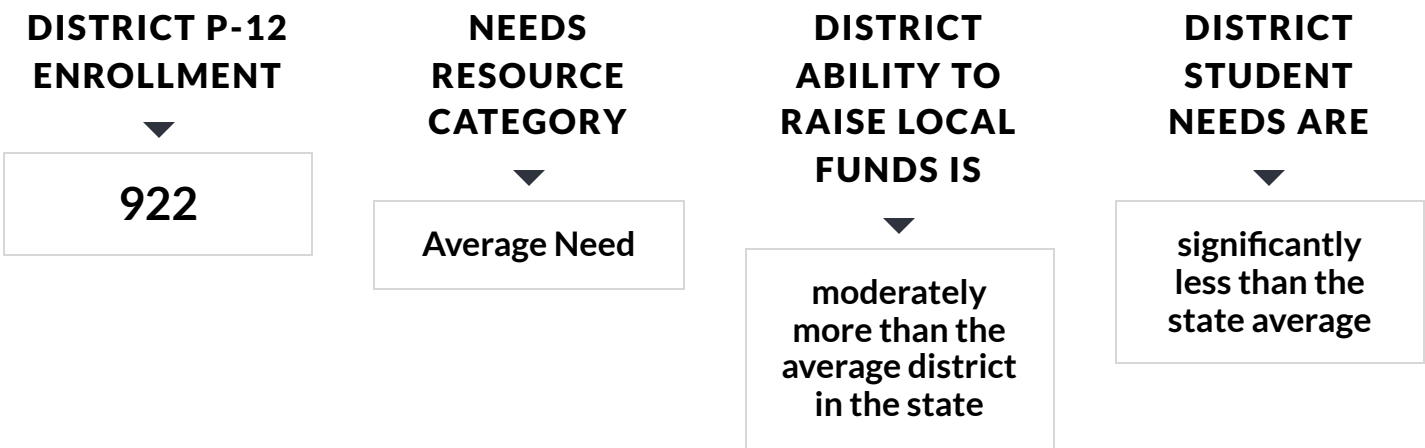 DISTRICT P-12
ENROLLMENT
922
NEEDS
RESOURCE
CATEGORY
Average Need
DISTRICT
ABILITY TO
RAISE LOCAL
FUNDS IS
moderately
more than the
average district
in the state
DISTRICT
STUDENT
NEEDS ARE
significantly
less than the
state average